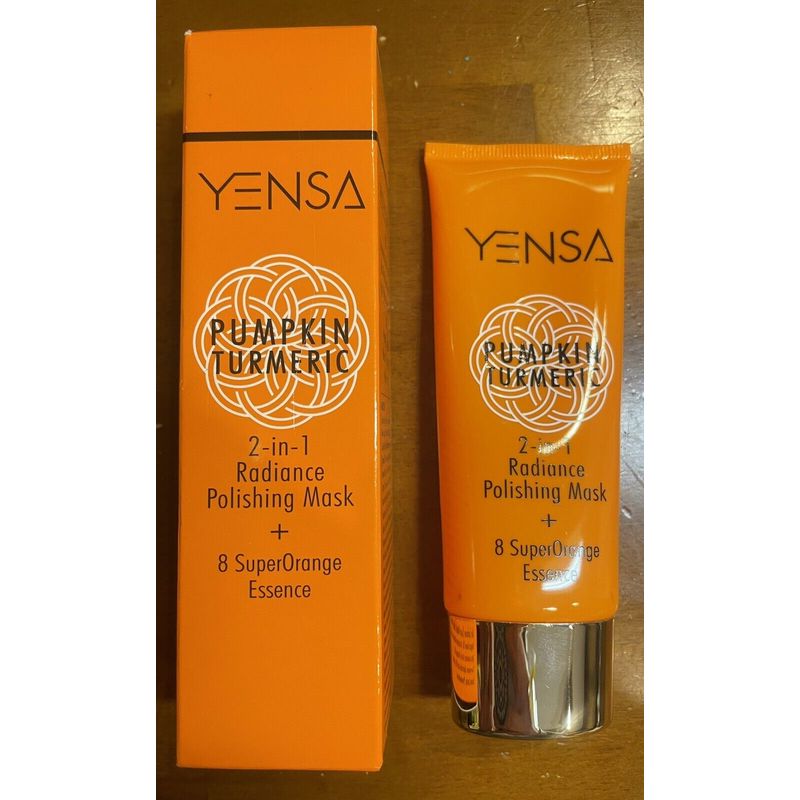 YENSA
PUMPKIN
TURMERIC
2-in-1
Radiance
Polishing Mask
+
8 SuperOrange
Essence
YENSA
PUMPKIN
TURMERIC
2-in-1
Radiance
Polishing Mask
+
8 SuperOrange
Essence